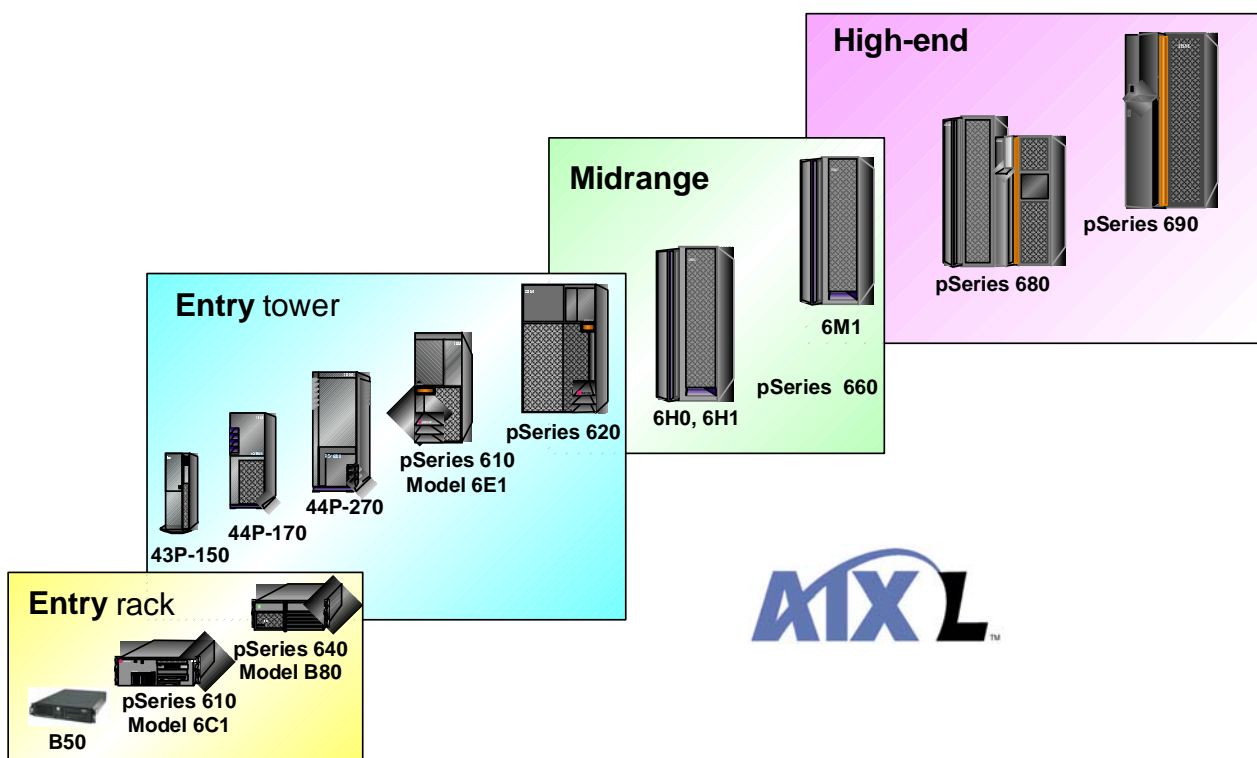 High-end
pSeries 690
pSeries 680
Midrange
6M1
pSeries 660
6H0, 6H1
Entry tower
pSeries 620
pSeries 610
Model 6E1
44P-270
44P-170
43P-150
Entry rack
pSeries 640
Model B80
pSeries 610
Model 6C1
B50
AIX L
TM